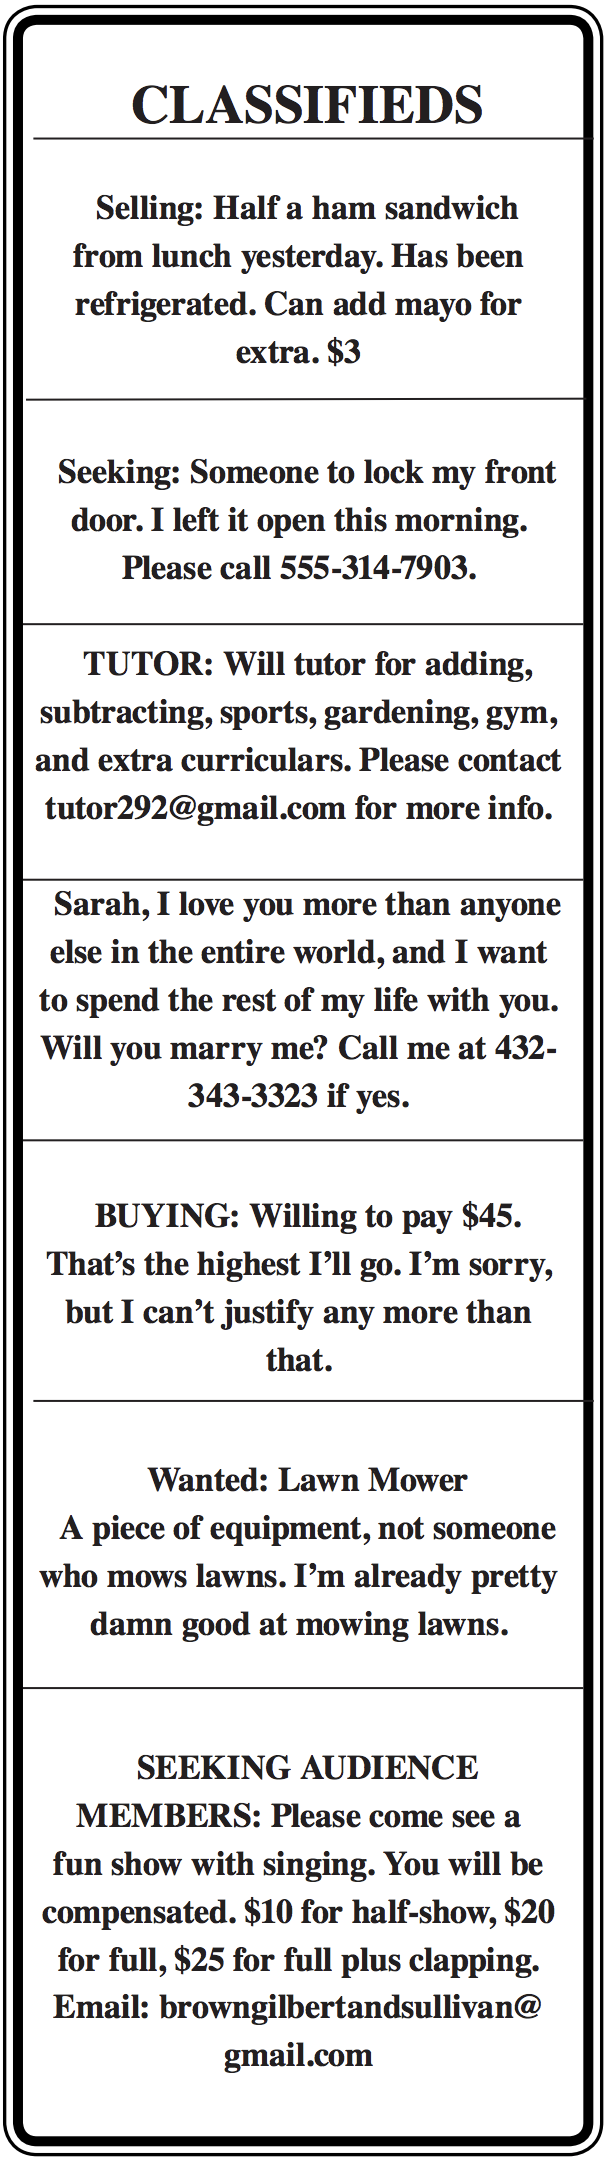 CLASSIFIEDS
Selling: Half a ham sandwich
from lunch yesterday. Has been
refrigerated. Can add mayo for
extra. $3
Seeking: Someone to lock my front
door. I left it open this morning.
Please call 555-314-7903.
TUTOR: Will tutor for adding,
subtracting, sports, gardening, gym,
and extra curriculars. Please contact
tutor292@gmail.com for more info.
Sarah, I love you more than anyone
else in the entire world, and I want
to spend the rest of my life with you.
Will you marry me? Call me at 432-
343-3323 if yes.
BUYING: Willing to pay $45.
That’s the highest I’ll go. I’m sorry,
but I can’t justify any more than
that.
Wanted: Lawn Mower
A piece of equipment, not someone
who mows lawns. I’m already pretty
damn good at mowing lawns.
SEEKING AUDIENCE
MEMBERS: Please come see a
fun show with singing. You will be
compensated. $10 for half-show, $20
for full, $25 for full plus clapping.
Email: browngilbertandsullivan@
gmail.com